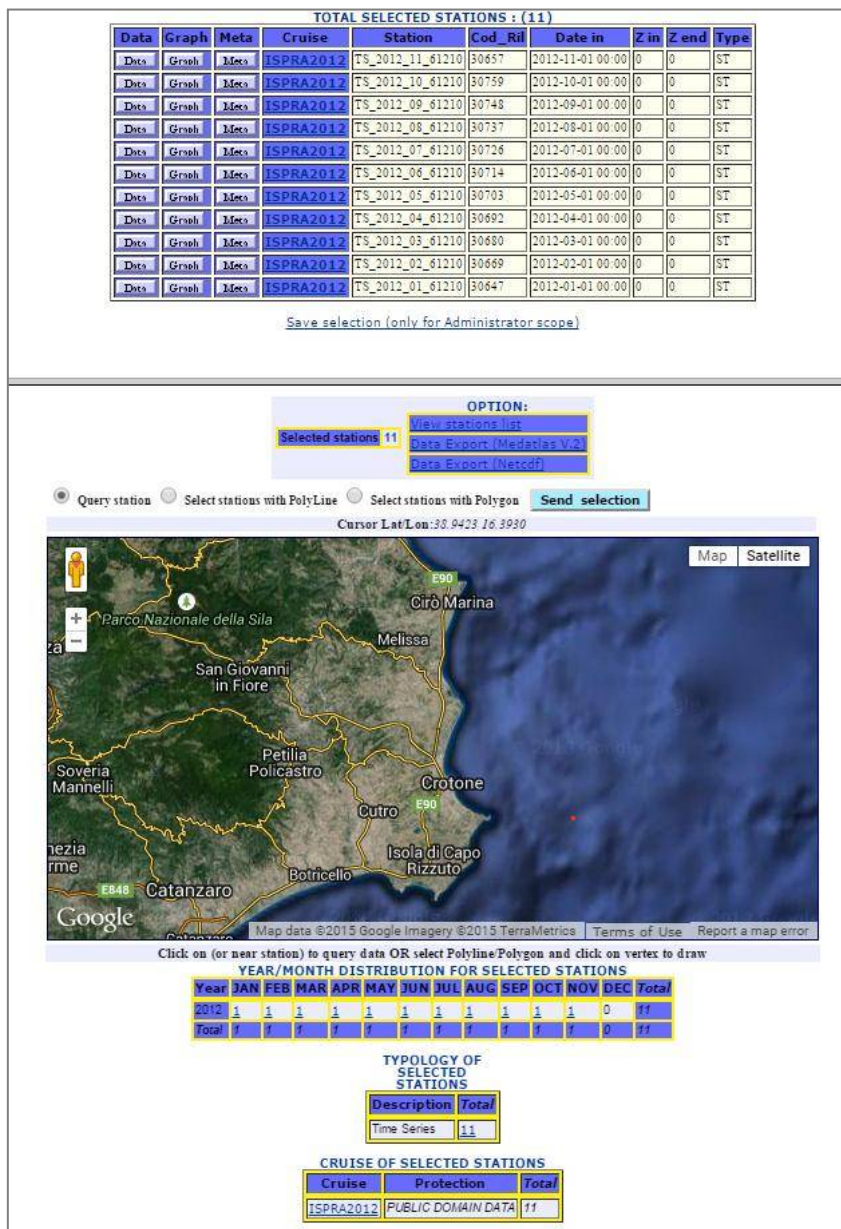 TOTAL SELECTED STATIONS : (11)
Data Graph Meta Cruise Station Cod_Ril Date in Z in Z end Type
Data Graph Meta ISPRA2012 TS_2012_11_61210 30657 2012-11-01 00:00 0 0 ST
Data Graph Meta ISPRA2012 TS_2012_10_61210 30759 2012-10-01 00:00 0 0 ST
Data Graph Meta ISPRA2012 TS_2012_09_61210 30748 2012-09-01 00:00 0 0 ST
Data Graph Meta ISPRA2012 TS_2012_08_61210 30737 2012-08-01 00:00 0 0 ST
Data Graph Meta ISPRA2012 TS_2012_07_61210 30726 2012-07-01 00:00 0 0 ST
Data Graph Meta ISPRA2012 TS_2012_06_61210 30714 2012-06-01 00:00 0 0 ST
Data Graph Meta ISPRA2012 TS_2012_05_61210 30703 2012-05-01 00:00 0 0 ST
Data Graph Meta ISPRA2012 TS_2012_04_61210 30692 2012-04-01 00:00 0 0 ST
Data Graph Meta ISPRA2012 TS_2012_03_61210 30680 2012-03-01 00:00 0 0 ST
Data Graph Meta ISPRA2012 TS_2012_02_61210 30669 2012-02-01 00:00 0 0 ST
Data Graph Meta ISPRA2012 TS_2012_01_61210 30647 2012-01-01 00:00 0 0 ST
Save selection (only for Administrator scope)
OPTION:
Selected stations 11
View stations list
Data Export (Medatlas V.2)
Data Export (Netcdf)
Query station Select stations with PolyLine Select stations with Polygon Send selection
Cursor Lat/Lon:38.9423 16.3930
Map Satellite
E90
Cirò Marina
+
Parco Nazionale della Sila
−
Melissa
za
San Giovanni
in Fiore
Petilia
Policastro
Soveria
Mannelli
Crotone
Cutro E90
Isola di Capo
Rizzuto
nezia
rme
Botricello
E848 Catanzaro
Google
Map data ©2015 Google Imagery ©2015 TerraMetrics Terms of Use Report a map error
Click on (or near station) to query data OR select Polyline/Polygon and click on vertex to draw
YEAR/MONTH DISTRIBUTION FOR SELECTED STATIONS
Year JAN FEB MAR APR MAY JUN JUL AUG SEP OCT NOV DEC Total
2012 1 1 1 1 1 1 1 1 1 1 1 0 11
Total 1 1 1 1 1 1 1 1 1 1 1 0 11
TYPOLOGY OF
SELECTED
STATIONS
Description Total
Time Series 11
CRUISE OF SELECTED STATIONS
Cruise Protection Total
ISPRA2012 PUBLIC DOMAIN DATA 11